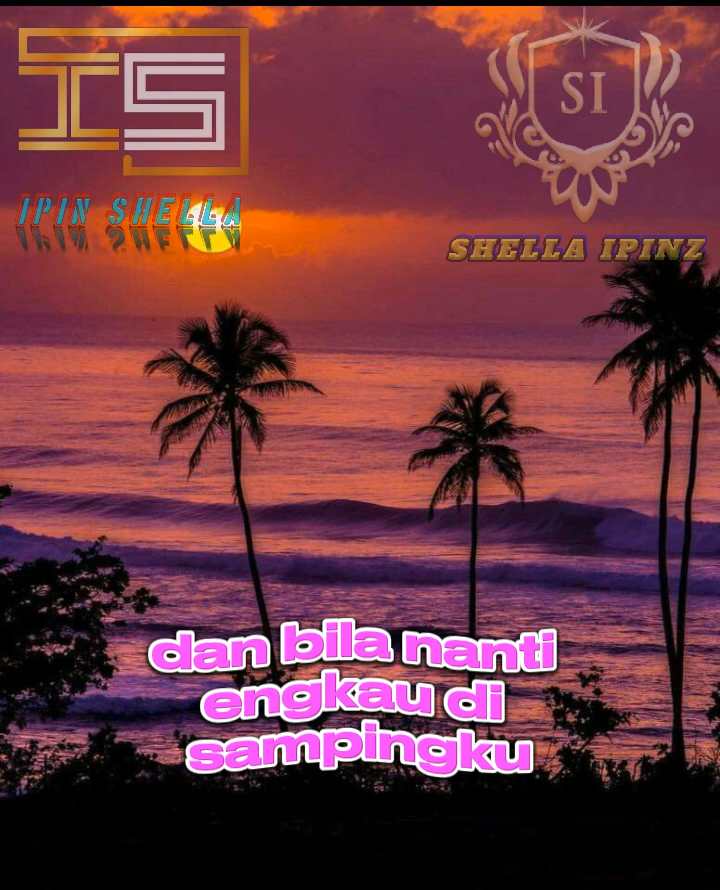 IS
SI
IPIN SHELLA
SHELLA IPINZ
dan bila nanti
engkau di
sampingku